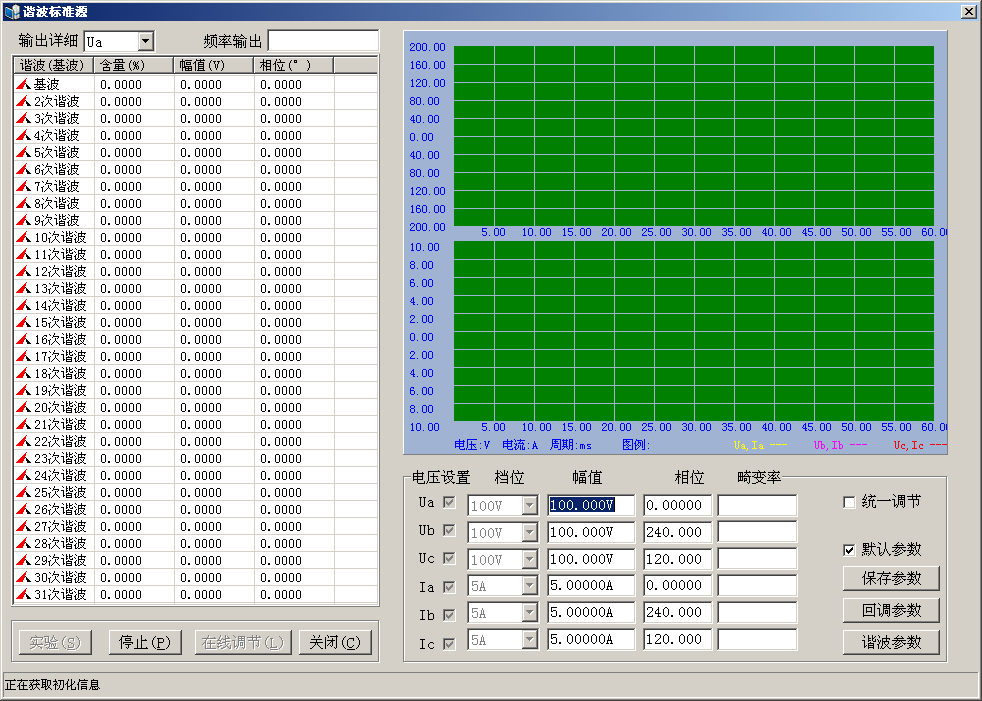 谐波标准源
输出详细 Ua 频率输出
谐波(基波) 含量(%) 幅值(V) 相位(° )
基波 0.0000 0.0000 0.0000
2次谐波 0.0000 0.0000 0.0000
3次谐波 0.0000 0.0000 0.0000
4次谐波 0.0000 0.0000 0.0000
5次谐波 0.0000 0.0000 0.0000
6次谐波 0.0000 0.0000 0.0000
7次谐波 0.0000 0.0000 0.0000
8次谐波 0.0000 0.0000 0.0000
9次谐波 0.0000 0.0000 0.0000
10次谐波 0.0000 0.0000 0.0000
11次谐波 0.0000 0.0000 0.0000
12次谐波 0.0000 0.0000 0.0000
13次谐波 0.0000 0.0000 0.0000
14次谐波 0.0000 0.0000 0.0000
15次谐波 0.0000 0.0000 0.0000
16次谐波 0.0000 0.0000 0.0000
17次谐波 0.0000 0.0000 0.0000
18次谐波 0.0000 0.0000 0.0000
19次谐波 0.0000 0.0000 0.0000
20次谐波 0.0000 0.0000 0.0000
21次谐波 0.0000 0.0000 0.0000
22次谐波 0.0000 0.0000 0.0000
23次谐波 0.0000 0.0000 0.0000
24次谐波 0.0000 0.0000 0.0000
25次谐波 0.0000 0.0000 0.0000
26次谐波 0.0000 0.0000 0.0000
27次谐波 0.0000 0.0000 0.0000
28次谐波 0.0000 0.0000 0.0000
29次谐波 0.0000 0.0000 0.0000
30次谐波 0.0000 0.0000 0.0000
31次谐波 0.0000 0.0000 0.0000
实验(S) 停止(P) 在线调节(L) 关闭(C)
200.00
160.00
120.00
80.00
40.00
0.00
40.00
80.00
120.00
160.00
200.00
5.00 10.00 15.00 20.00 25.00 30.00 35.00 40.00 45.00 50.00 55.00 60.0
10.00
8.00
6.00
4.00
2.00
0.00
2.00
4.00
6.00
8.00
10.00
5.00 10.00 15.00 20.00 25.00 30.00 35.00 40.00 45.00 50.00 55.00 60.0
电压:V 电流:A 周期:ms 图例: Ua,Ia --- Ub,Ib --- Uc,Ic ---
电压设置 档位 幅值 相位 畸变率
Ua 100V 100.000V 0.00000
Ub 100V 100.000V 240.000
Uc 100V 100.000V 120.000
Ia 5A 5.00000A 0.00000
Ib 5A 5.00000A 240.000
Ic 5A 5.00000A 120.000
统一调节
默认参数
保存参数
回调参数
谐波参数
正在获取初化信息